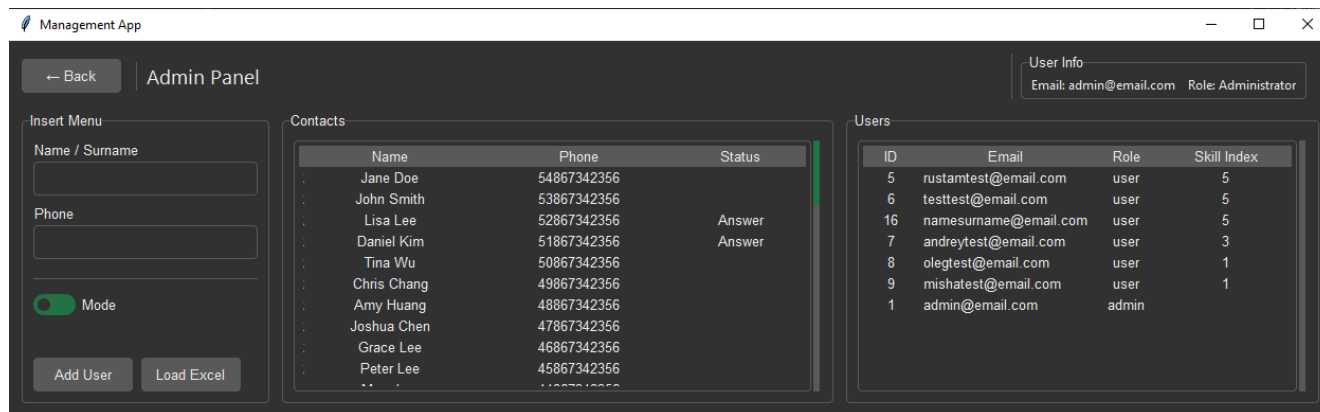 Management App
← Back
Admin Panel
User Info
Email: admin@email.com Role: Administrator
Insert Menu
Name / Surname
Phone
Mode
Add User Load Excel
Contacts
Name Phone Status
Jane Doe 54867342356
John Smith 53867342356
Lisa Lee 52867342356 Answer
Daniel Kim 51867342356 Answer
Tina Wu 50867342356
Chris Chang 49867342356
Amy Huang 48867342356
Joshua Chen 47867342356
Grace Lee 46867342356
Peter Lee 45867342356
Users
ID Email Role Skill Index
5 rustamtest@email.com user 5
6 testtest@email.com user 5
16 namesurname@email.com user 5
7 andreytest@email.com user 3
8 olegtest@email.com user 1
9 mishatest@email.com user 1
1 admin@email.com admin